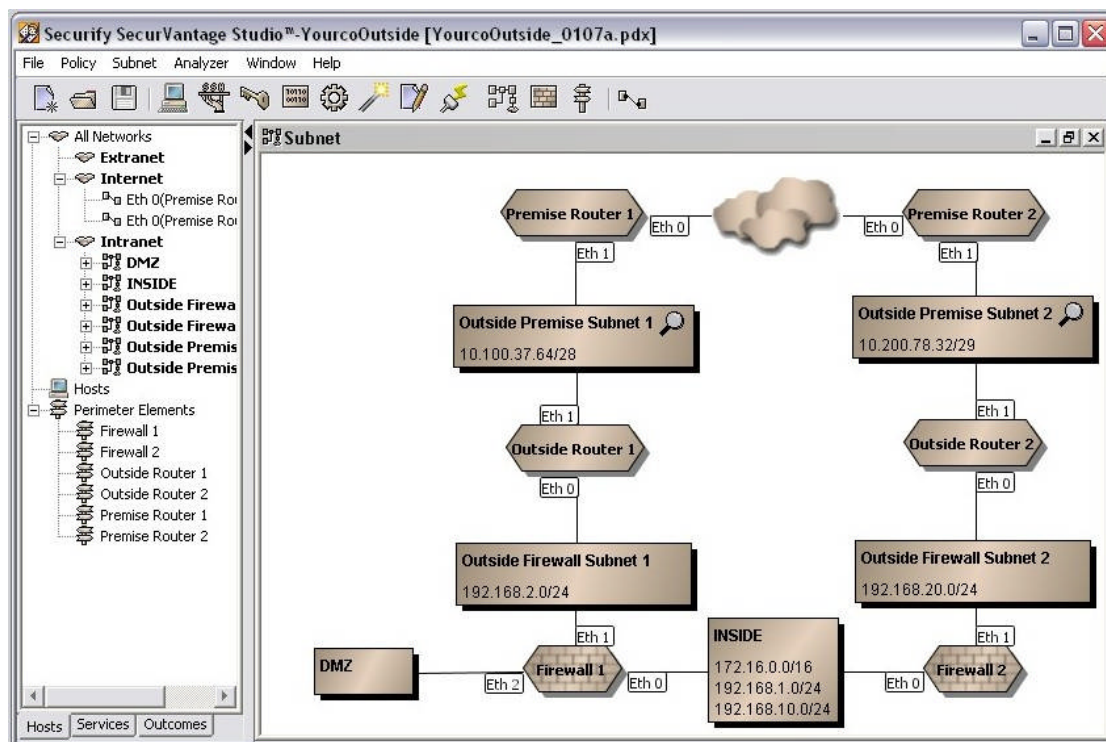 Securify SecurVantage Studio™-YourcoOutside [YourcoOutside_0107a.pdx]
File Policy Subnet Analyzer Window Help
All Networks
Extranet
Internet
Eth 0(Premise Rou
Eth 0(Premise Rou
Intranet
DMZ
INSIDE
Outside Firewa
Outside Firewa
Outside Premis
Outside Premis
Hosts
Perimeter Elements
Firewall 1
Firewall 2
Outside Router 1
Outside Router 2
Premise Router 1
Premise Router 2
Hosts Services Outcomes
Subnet
Premise Router 1
Eth 0
Eth 0
Premise Router 2
Eth 1
Eth 1
Outside Premise Subnet 1
10.100.37.64/28
Outside Premise Subnet 2
10.200.78.32/29
Eth 1
Eth 1
Outside Router 1
Outside Router 2
Eth 0
Eth 0
Outside Firewall Subnet 1
192.168.2.0/24
Outside Firewall Subnet 2
192.168.20.0/24
Eth 1
Eth 1
DMZ
Eth 2
Firewall 1
Eth 0
INSIDE
172.16.0.0/16
192.168.1.0/24
192.168.10.0/24
Eth 0
Firewall 2